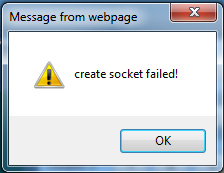 Message from webpage
create socket failed!
OK